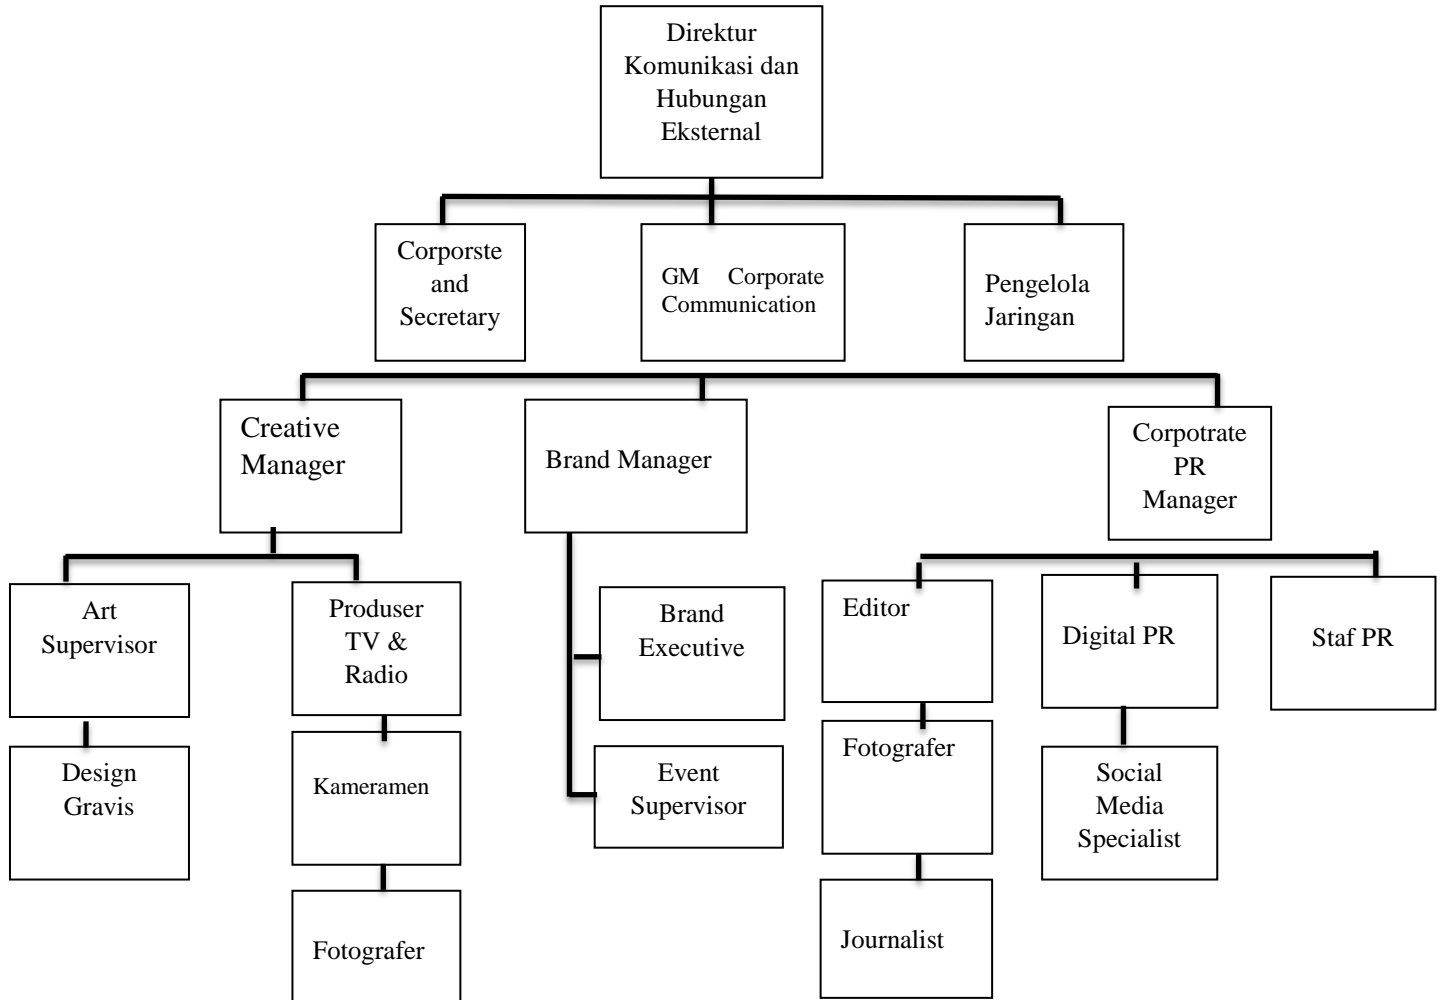 Direktur
Komunikasi dan
Hubungan
Eksternal
Corporste
and
Secretary
GM Corporate
Communication
Pengelola
Jaringan
Creative
Manager
Brand Manager
Corpotrate
PR
Manager
Art
Supervisor
Produser
TV &
Radio
Brand
Executive
Editor
Digital PR
Staf PR
Design
Gravis
Kameramen
Event
Supervisor
Fotografer
Social
Media
Specialist
Fotografer
Journalist